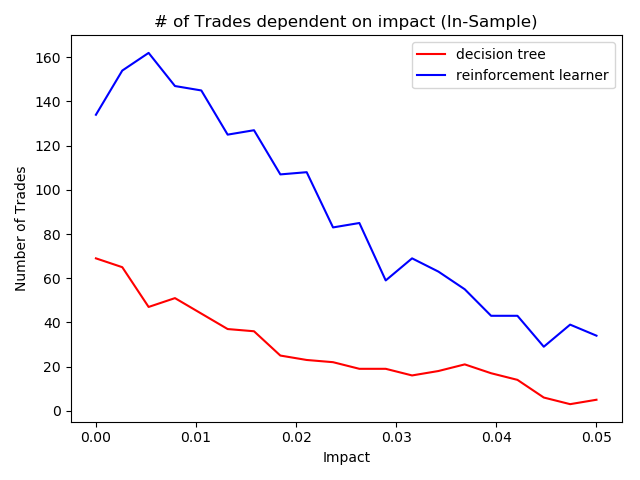 # of Trades dependent on impact (In-Sample)
decision tree
reinforcement learner
Number of Trades
160
140
120
100
80
60
40
20
0
0.00 0.01 0.02 0.03 0.04 0.05
Impact